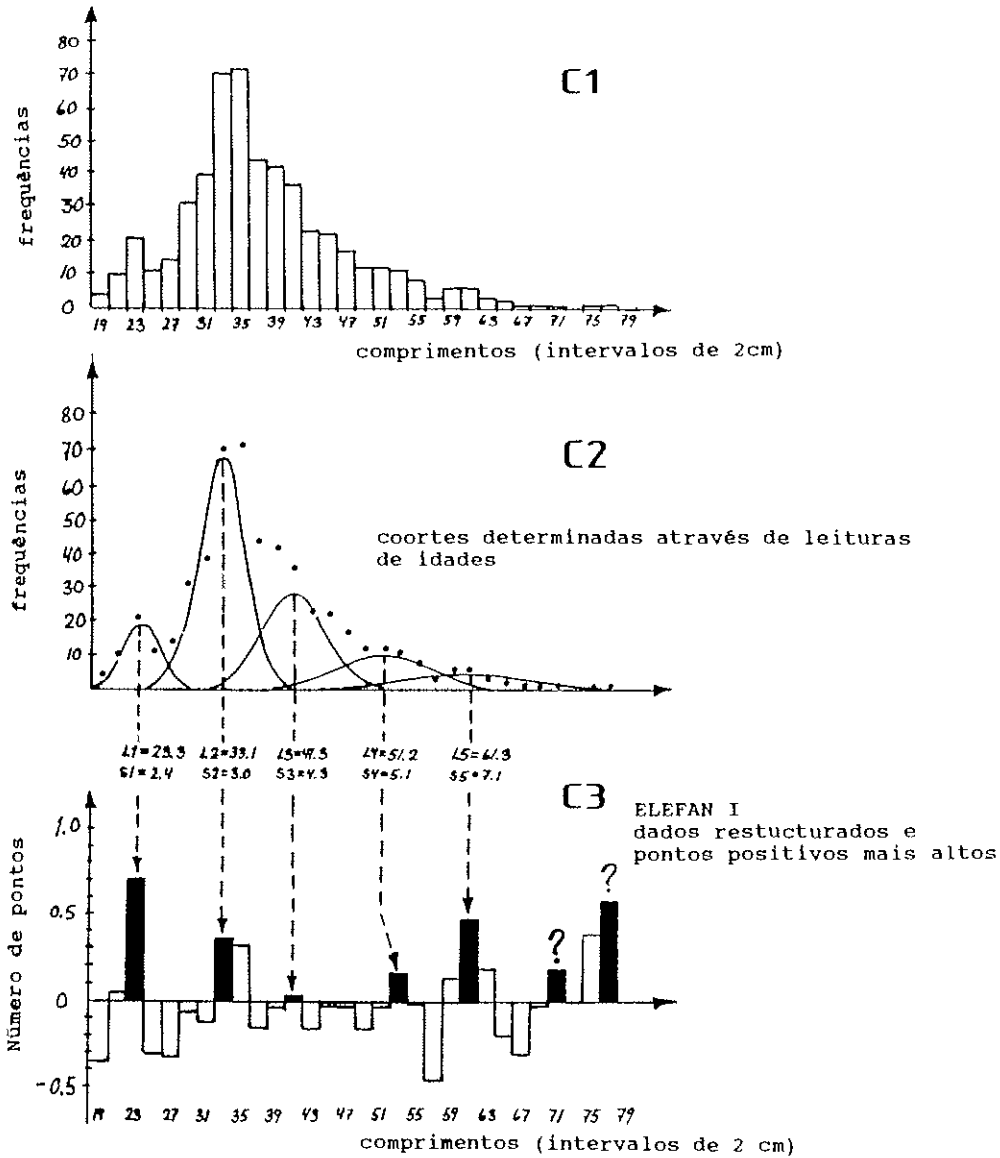 C1
frequências
80
70
60
50
40
30
20
10
0
19 23 27 31 35 39 43 47 51 55 59 63 67 71 75 79
comprimentos (intervalos de 2cm)
C2
frequências
80
70
60
50
40
30
20
10
coortes determinadas através de leituras
de idades
L1=23.3 L2=33.1 L3=41.3 L4=51.2 L5=61.3
S1=2.4 S2=3.0 S3=4.3 S4=5.1 S5=7.1
C3
ELEFAN I
dados restucturados e
pontos positivos mais altos
Número de pontos
1.0
0.5
0
-0.5
?
?
19 23 27 31 35 39 43 47 51 55 59 63 67 71 75 79
comprimentos (intervalos de 2 cm)